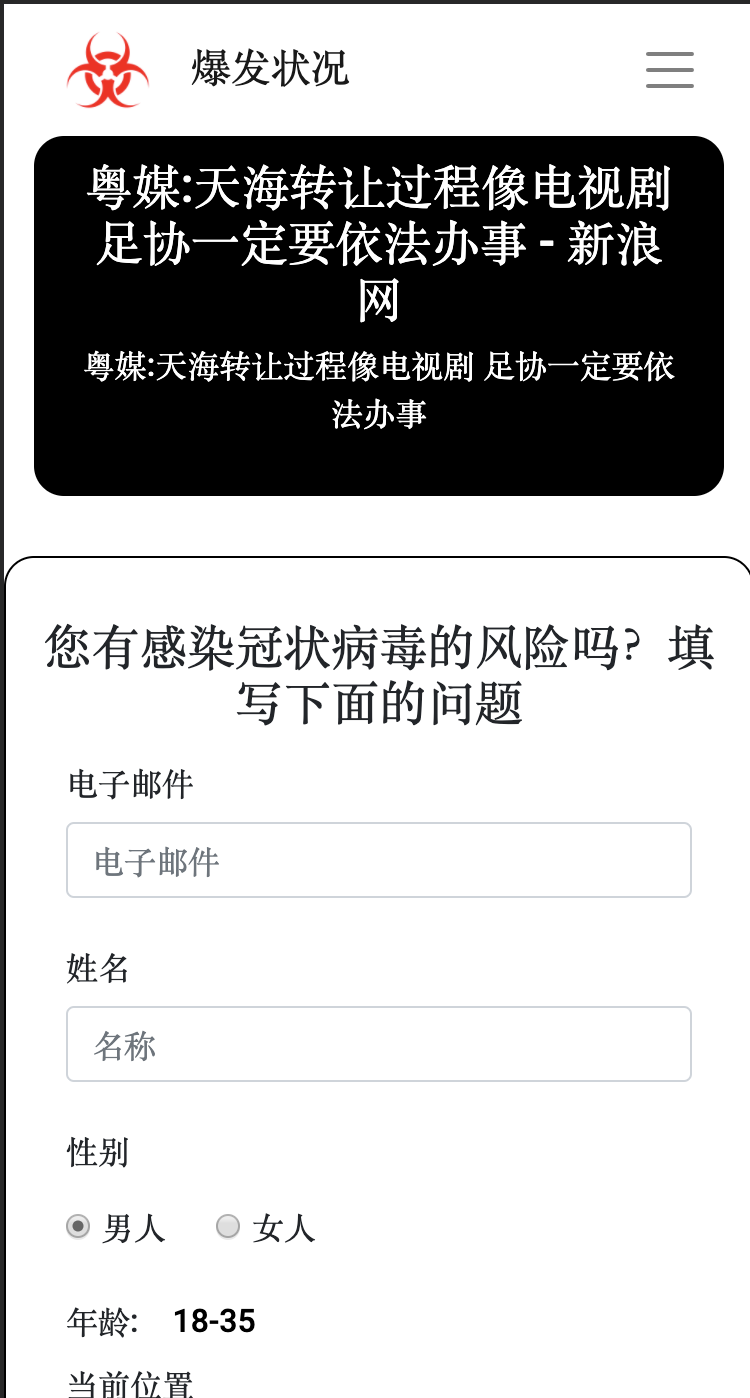 爆发状况
粤媒:天海转让过程像电视剧
足协一定要依法办事 - 新浪
网
粤媒:天海转让过程像电视剧 足协一定要依
法办事
您有感染冠状病毒的风险吗？填
写下面的问题
电子邮件
电子邮件
姓名
名称
性别
男人 女人
年龄: 18-35
当前位置